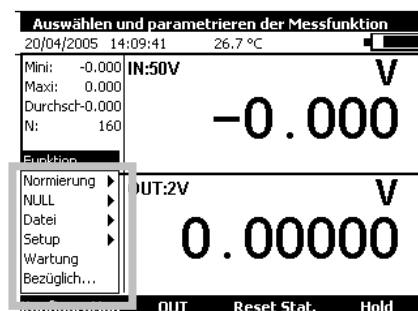 Auswählen und parametrieren der Messfunktion
20/04/2005 14:09:41 26.7 °C
Mini: -0.000
Maxi: 0.000
Durchsch-0.000
N: 160
IN:50V
V
-0.000
Funktion
Normierung
NULL
Datei
Setup
Wartung
Bezüglich...
OUT:2V
V
0.00000
OUT Reset Stat. Hold